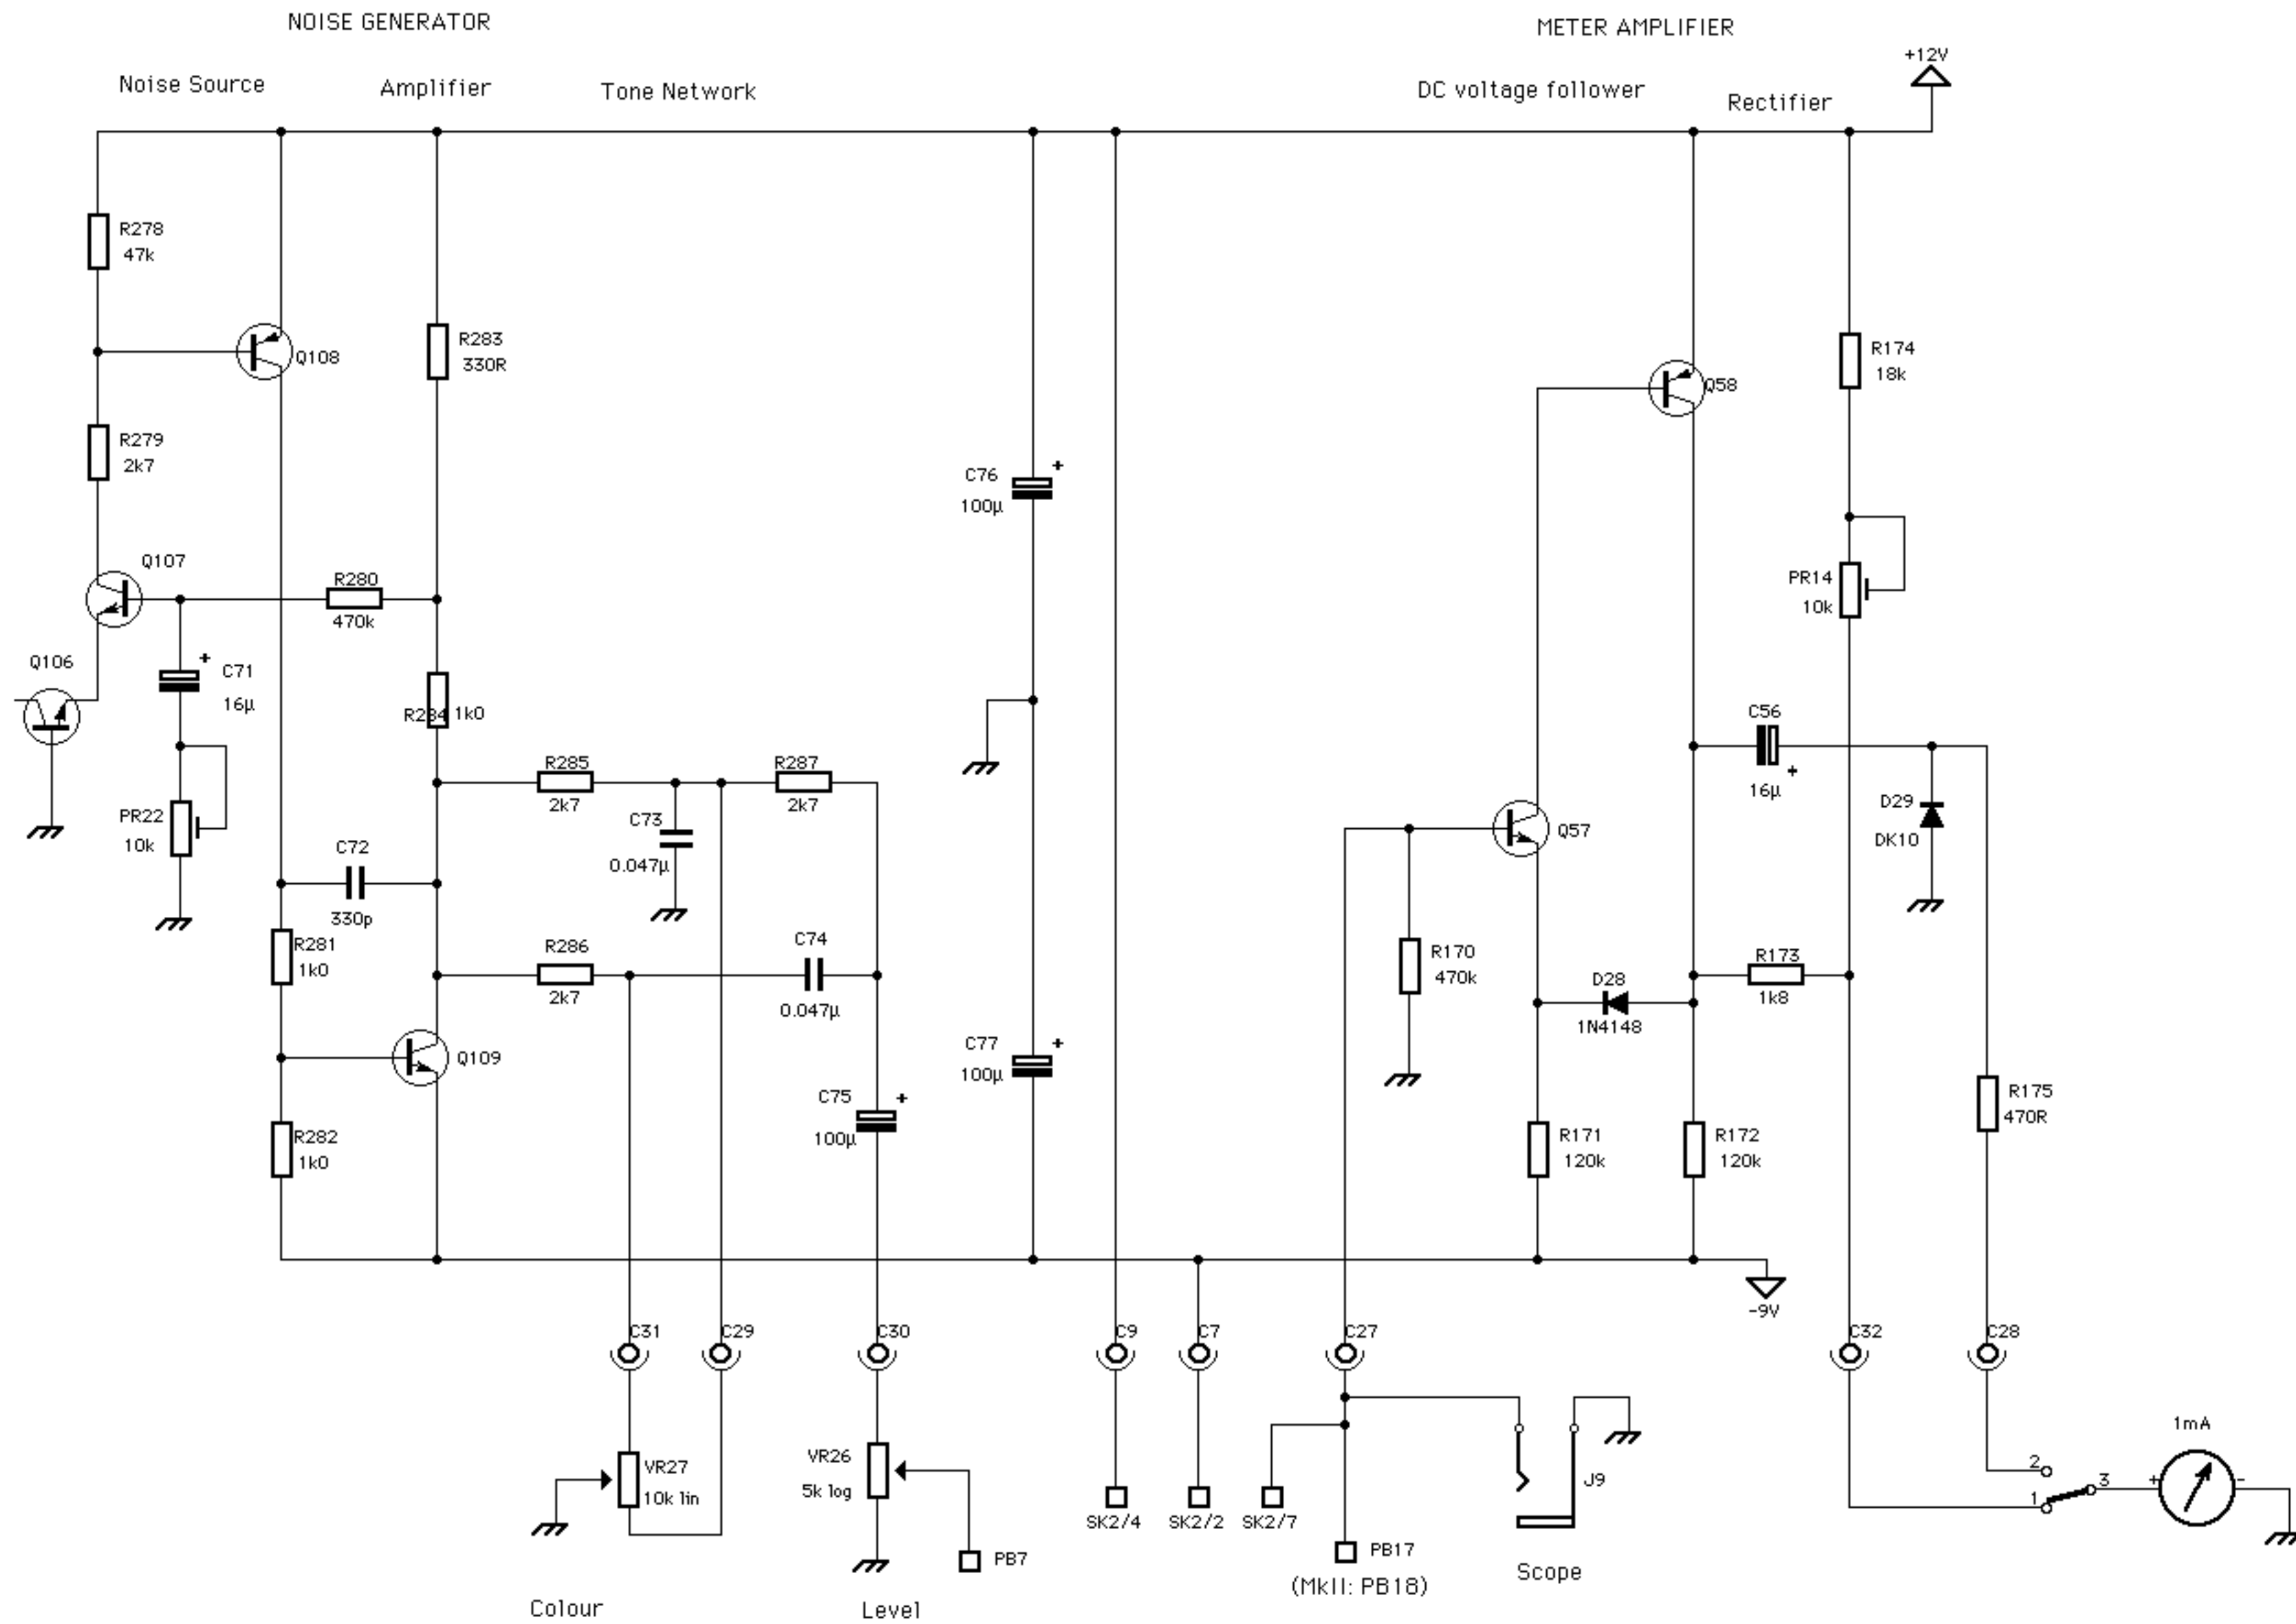 NOISE GENERATOR
METER AMPLIFIER
+12V
Noise Source
Amplifier
Tone Network
DC voltage follower
Rectifier
R278
47k
Q108
R283
330R
R174
18k
Q58
R279
2k7
C76
+
100µ
Q107
R280
470k
PR14
10k
Q106
C71
+
16µ
R284
1k0
C56
+
16µ
R285
2k7
R287
2k7
D29
DK10
PR22
10k
C73
0.047µ
Q57
C72
330p
R281
1k0
R286
2k7
C74
0.047µ
R170
470k
D28
1N4148
R173
1k8
Q109
C77
+
100µ
C75
+
100µ
R175
470R
R282
1k0
R171
120k
R172
120k
-9V
C31
C29
C30
C9
C7
C27
C32
C28
1mA
VR27
10k lin
VR26
5k log
J9
2
1
3
+
-
SK2/4
SK2/2
SK2/7
PB7
PB17
(MkII: PB18)
Scope
Colour
Level